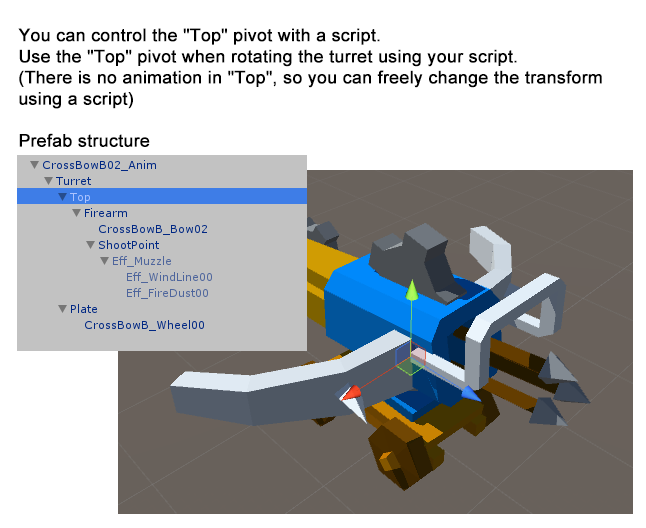 You can control the "Top" pivot with a script.
Use the "Top" pivot when rotating the turret using your script.
(There is no animation in "Top", so you can freely change the transform
using a script)
Prefab structure
CrossBowB02_Anim
Turret
Top
Firearm
CrossBowB_Bow02
ShootPoint
Eff_Muzzle
Eff_WindLine00
Eff_FireDust00
Plate
CrossBowB_Wheel00